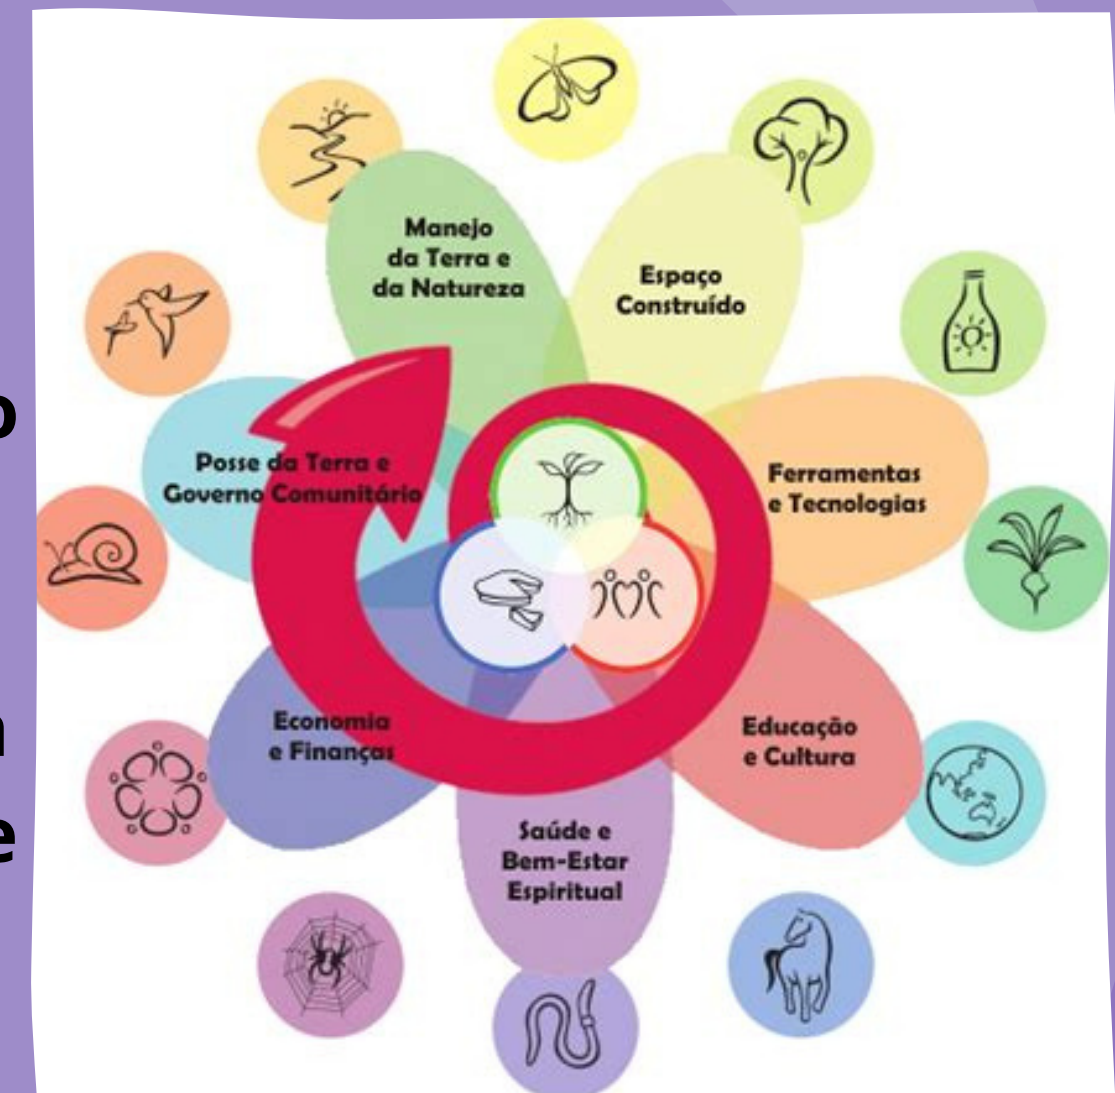 Manejo
da Terra e
da Natureza
Espaço
Construído
Posse da Terra e
Governo Comunitário
Ferramentas
e Tecnologias
Economia
e Finanças
Educação
e Cultura
Saúde e
Bem-Estar
Espiritual